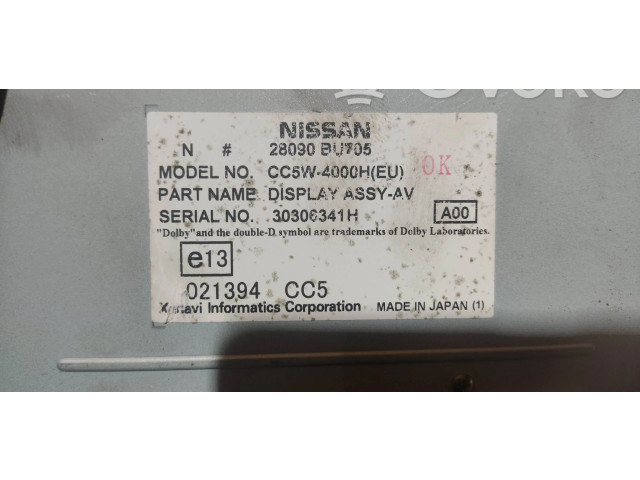 NISSAN
N # 28090 BU705
MODEL NO. CC5W-4000H(EU) OK
PART NAME DISPLAY ASSY-AV
SERIAL NO. 30306341H A00
"Dolby" and the double-D symbol are trademarks of Dolby Laboratories.
e13
021394 CC5
Xanavi Informatics Corporation MADE IN JAPAN (1)